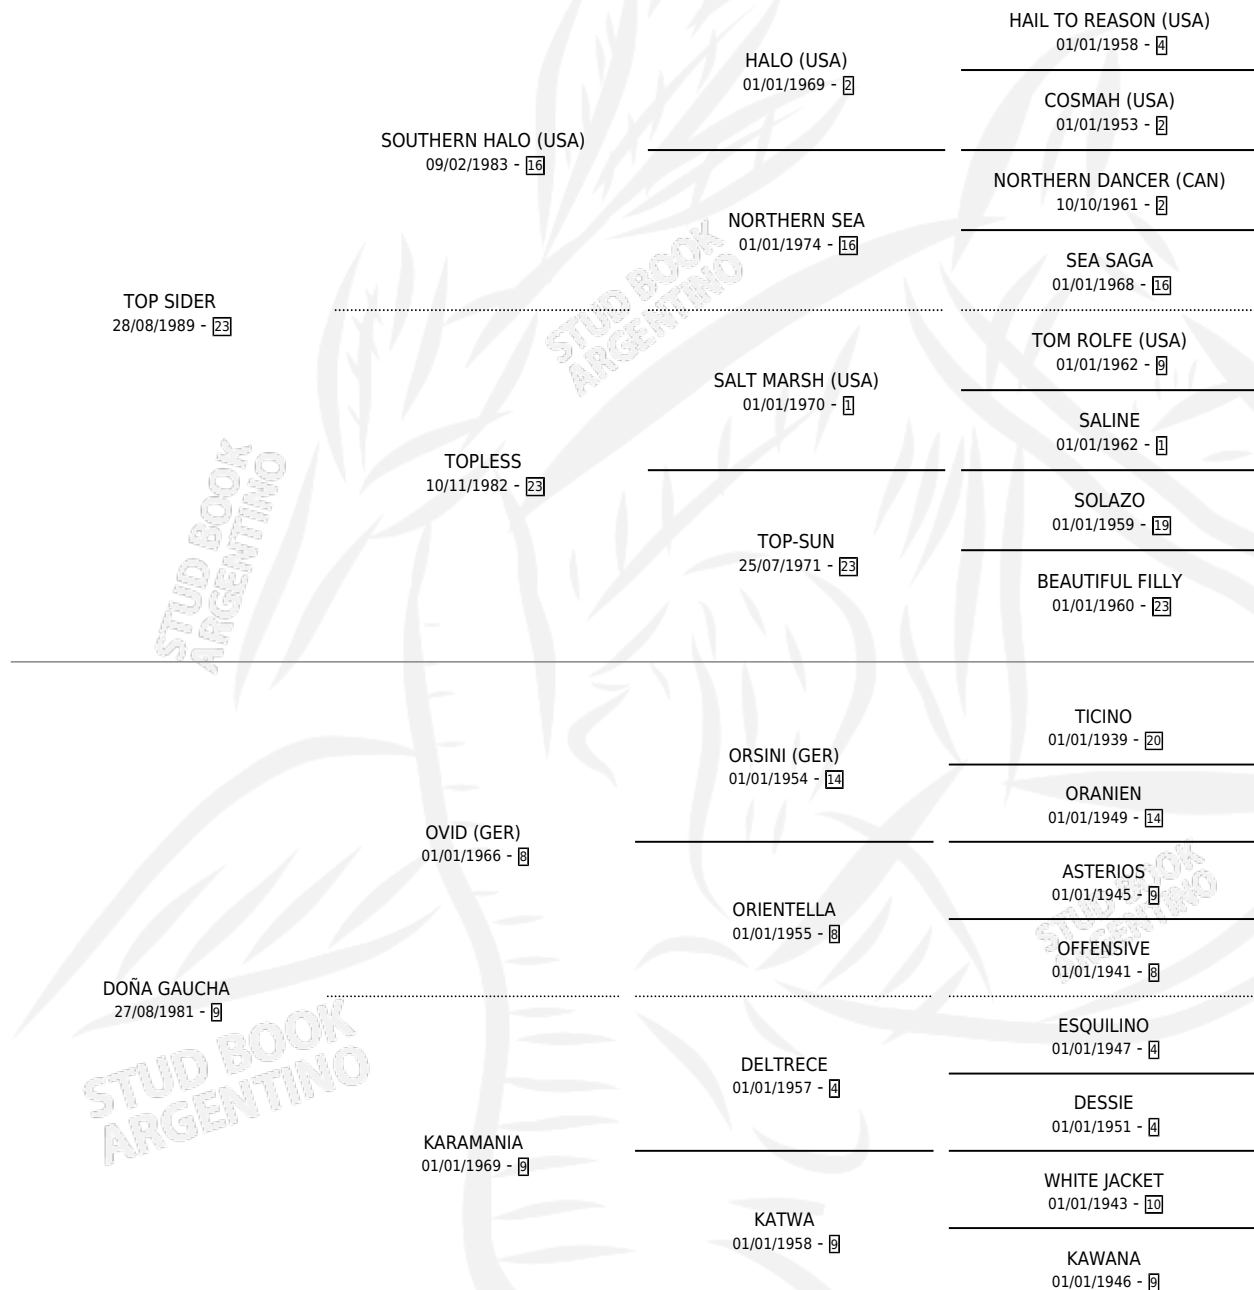 HAIL TO REASON (USA)
01/01/1958 - 4
HALO (USA)
01/01/1969 - 2
COSMAH (USA)
01/01/1953 - 2
SOUTHERN HALO (USA)
09/02/1983 - 16
NORTHERN DANCER (CAN)
10/10/1961 - 2
NORTHERN SEA
01/01/1974 - 16
SEA SAGA
01/01/1968 - 16
TOP SIDER
28/08/1989 - 23
STUD BOOK
ARGENTINO
TOM ROLFE (USA)
01/01/1962 - 9
SALT MARSH (USA)
01/01/1970 - 1
SALINE
01/01/1962 - 1
TOPLESS
10/11/1982 - 23
SOLAZO
01/01/1959 - 19
TOP-SUN
25/07/1971 - 23
BEAUTIFUL FILLY
01/01/1960 - 23
STUD BOOK
ARGENTINO
TICINO
01/01/1939 - 20
ORSINI (GER)
01/01/1954 - 14
ORANIEN
01/01/1949 - 14
OVID (GER)
01/01/1966 - 8
ASTERIOS
01/01/1945 - 9
ORIENTELLA
01/01/1955 - 8
STUD BOOK
ARGENTINO
OFFENSIVE
01/01/1941 - 8
DOÑA GAUCHA
27/08/1981 - 9
STUD BOOK
ARGENTINO
ESQUILINO
01/01/1947 - 4
DELTRECE
01/01/1957 - 4
DESSIE
01/01/1951 - 4
KARAMANIA
01/01/1969 - 9
WHITE JACKET
01/01/1943 - 10
KATWA
01/01/1958 - 9
KAWANA
01/01/1946 - 9